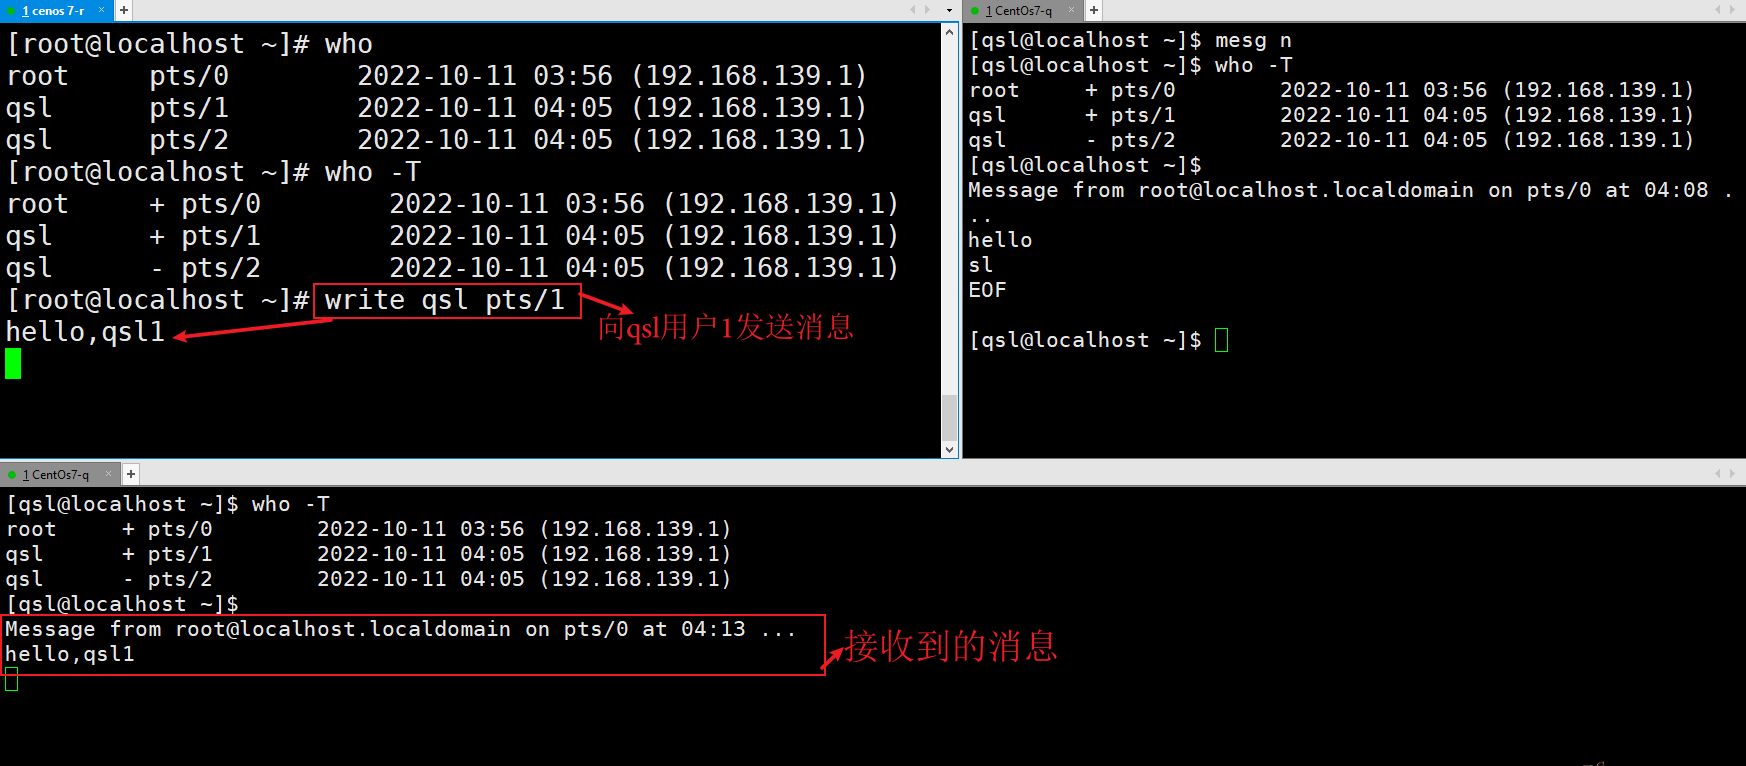 1 cenos 7-r × +
[root@localhost ~]# who
root     pts/0        2022-10-11 03:56 (192.168.139.1)
qsl      pts/1        2022-10-11 04:05 (192.168.139.1)
qsl      pts/2        2022-10-11 04:05 (192.168.139.1)
[root@localhost ~]# who -T
root     + pts/0        2022-10-11 03:56 (192.168.139.1)
qsl      + pts/1        2022-10-11 04:05 (192.168.139.1)
qsl      - pts/2        2022-10-11 04:05 (192.168.139.1)
[root@localhost ~]# write qsl pts/1
向qsl用户1发送消息
hello,qsl1
1 CentOs7-q × +
[qsl@localhost ~]$ mesg n
[qsl@localhost ~]$ who -T
root     + pts/0        2022-10-11 03:56 (192.168.139.1)
qsl      + pts/1        2022-10-11 04:05 (192.168.139.1)
qsl      - pts/2        2022-10-11 04:05 (192.168.139.1)
[qsl@localhost ~]$
Message from root@localhost.localdomain on pts/0 at 04:08 .
..
hello
sl
EOF
[qsl@localhost ~]$
1 CentOs7-q × +
[qsl@localhost ~]$ who -T
root     + pts/0        2022-10-11 03:56 (192.168.139.1)
qsl      + pts/1        2022-10-11 04:05 (192.168.139.1)
qsl      - pts/2        2022-10-11 04:05 (192.168.139.1)
[qsl@localhost ~]$
Message from root@localhost.localdomain on pts/0 at 04:13 ...
hello,qsl1
接收到的消息